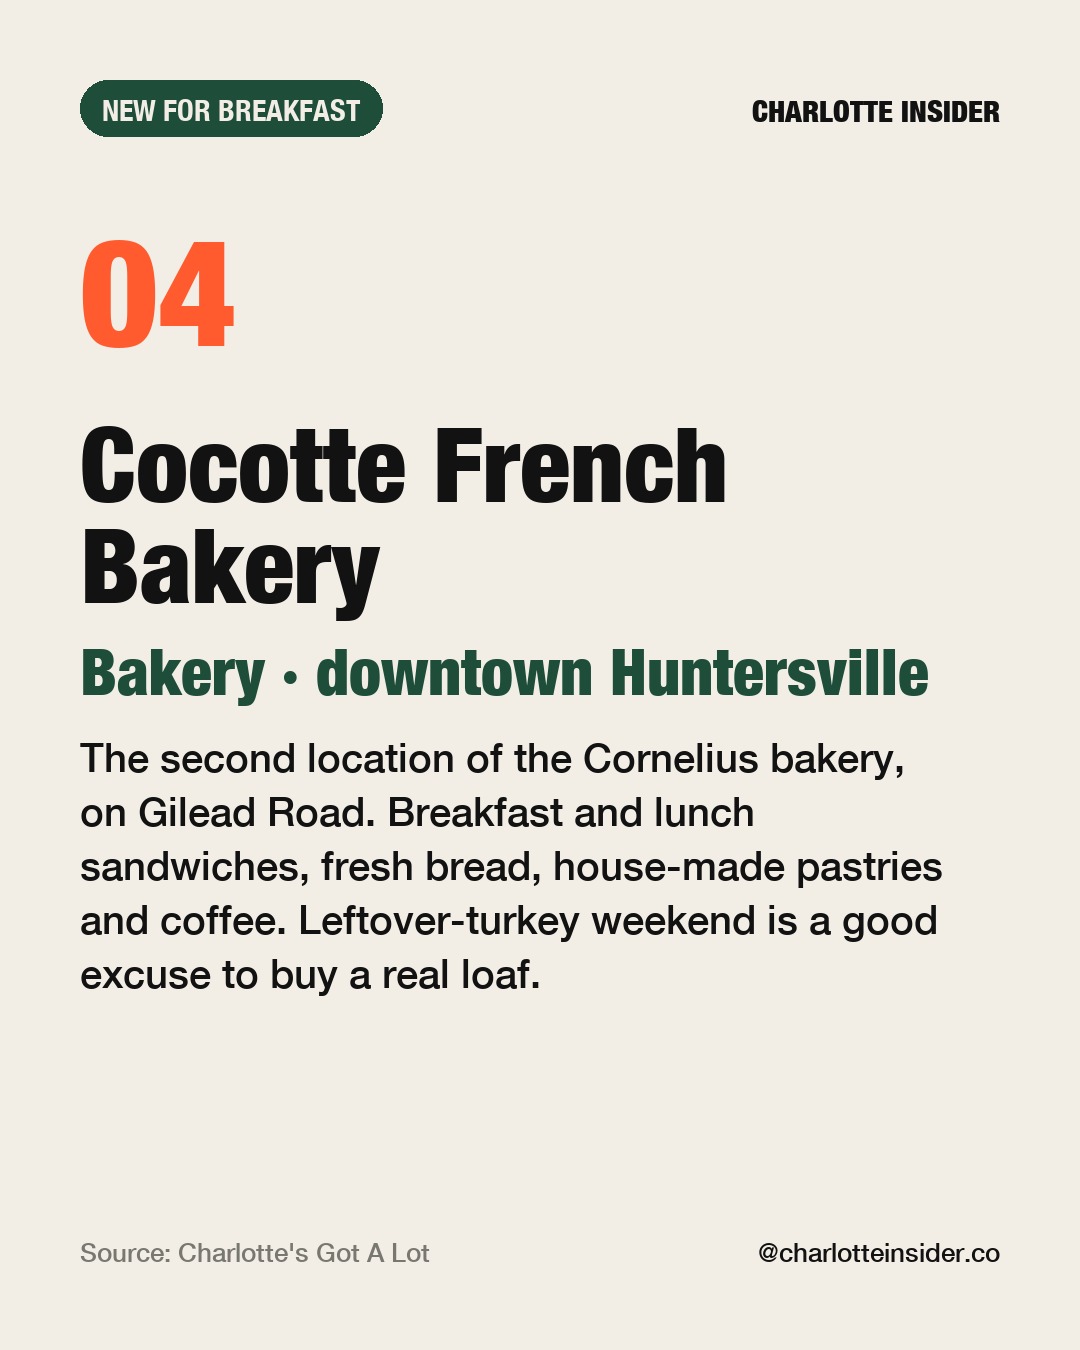 NEW FOR BREAKFAST
CHARLOTTE INSIDER
04
Cocotte French
Bakery
Bakery · downtown Huntersville
The second location of the Cornelius bakery,
on Gilead Road. Breakfast and lunch
sandwiches, fresh bread, house-made pastries
and coffee. Leftover-turkey weekend is a good
excuse to buy a real loaf.
Source: Charlotte's Got A Lot
@charlotteinsider.co